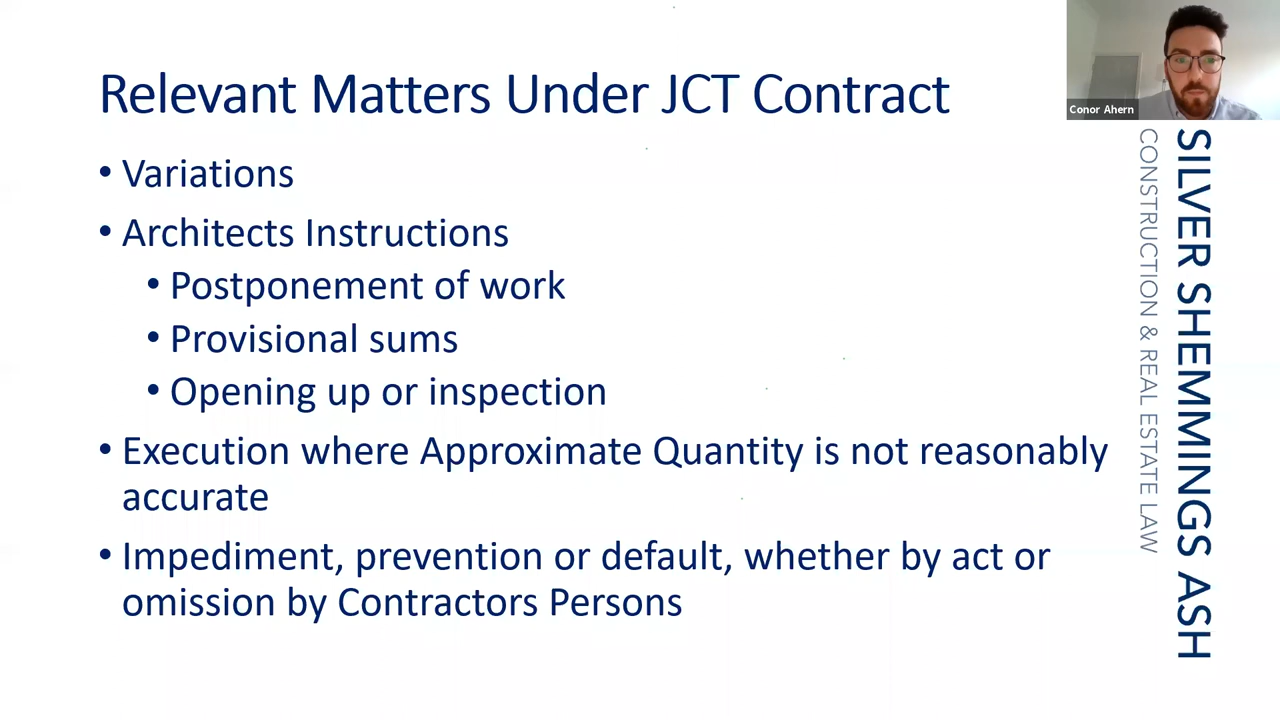 Relevant Matters Under JCT Contract
• Variations
• Architects Instructions
• Postponement of work
• Provisional sums
• Opening up or inspection
• Execution where Approximate Quantity is not reasonably
accurate
• Impediment, prevention or default, whether by act or
omission by Contractors Persons
Conor Ahern
SILVER SHEMMINGS ASH
CONSTRUCTION & REAL ESTATE LAW